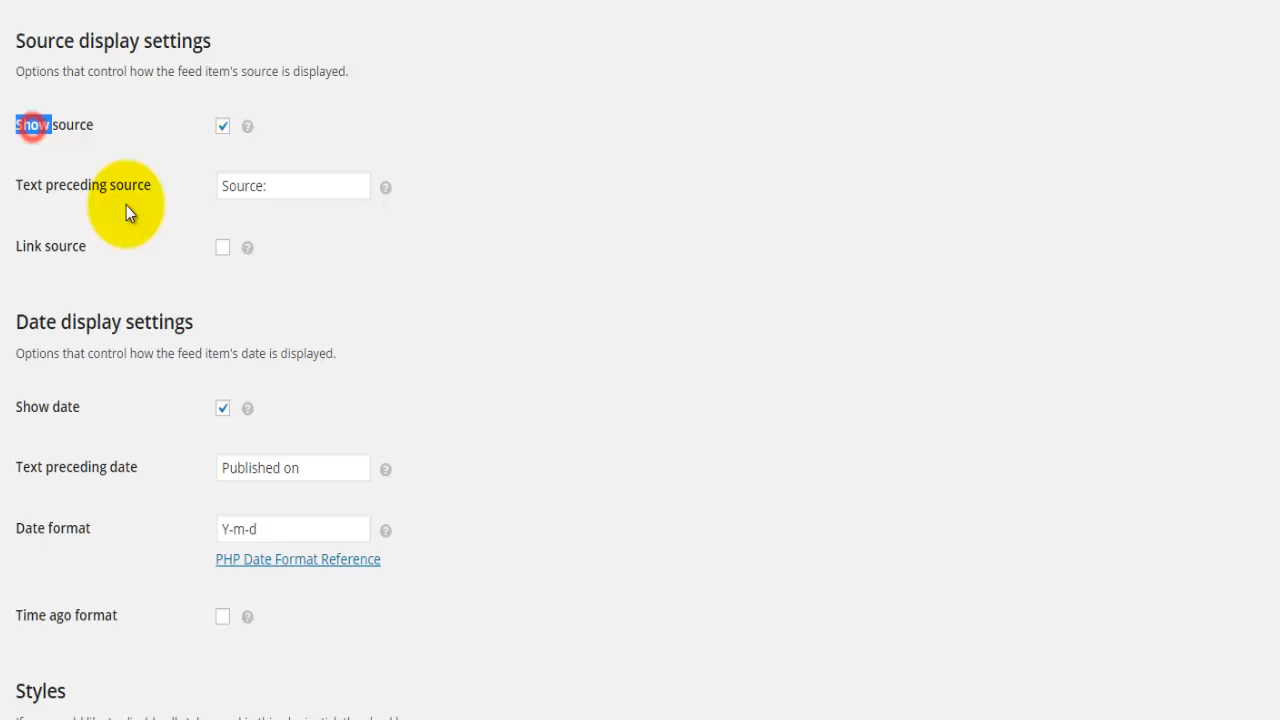 Source display settings
Options that control how the feed item's source is displayed.
Show source
Text preceding source
Source:
Link source
Date display settings
Options that control how the feed item's date is displayed.
Show date
Text preceding date
Published on
Date format
Y-m-d
PHP Date Format Reference
Time ago format
Styles